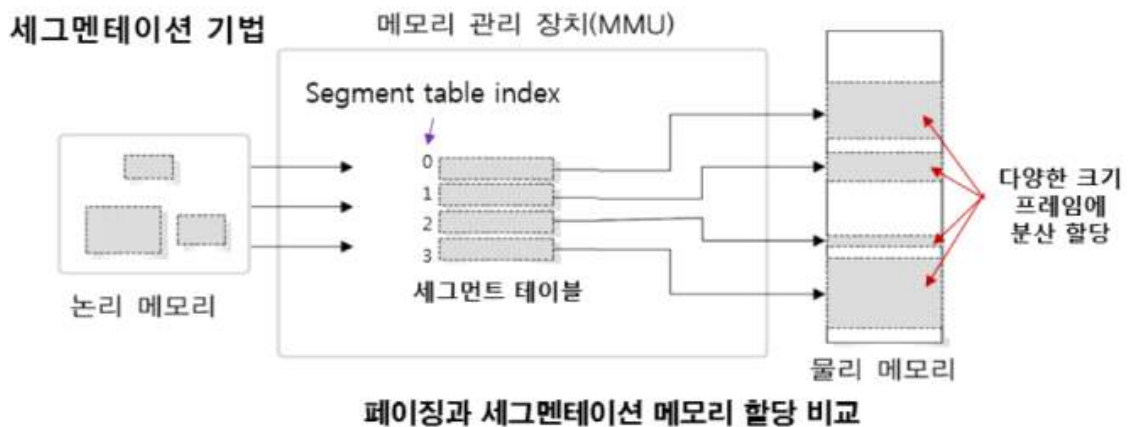 세그멘테이션 기법
메모리 관리 장치(MMU)
Segment table index
0
1
2
3
세그먼트 테이블
논리 메모리
다양한 크기
프레임에
분산 할당
물리 메모리
페이징과 세그멘테이션 메모리 할당 비교